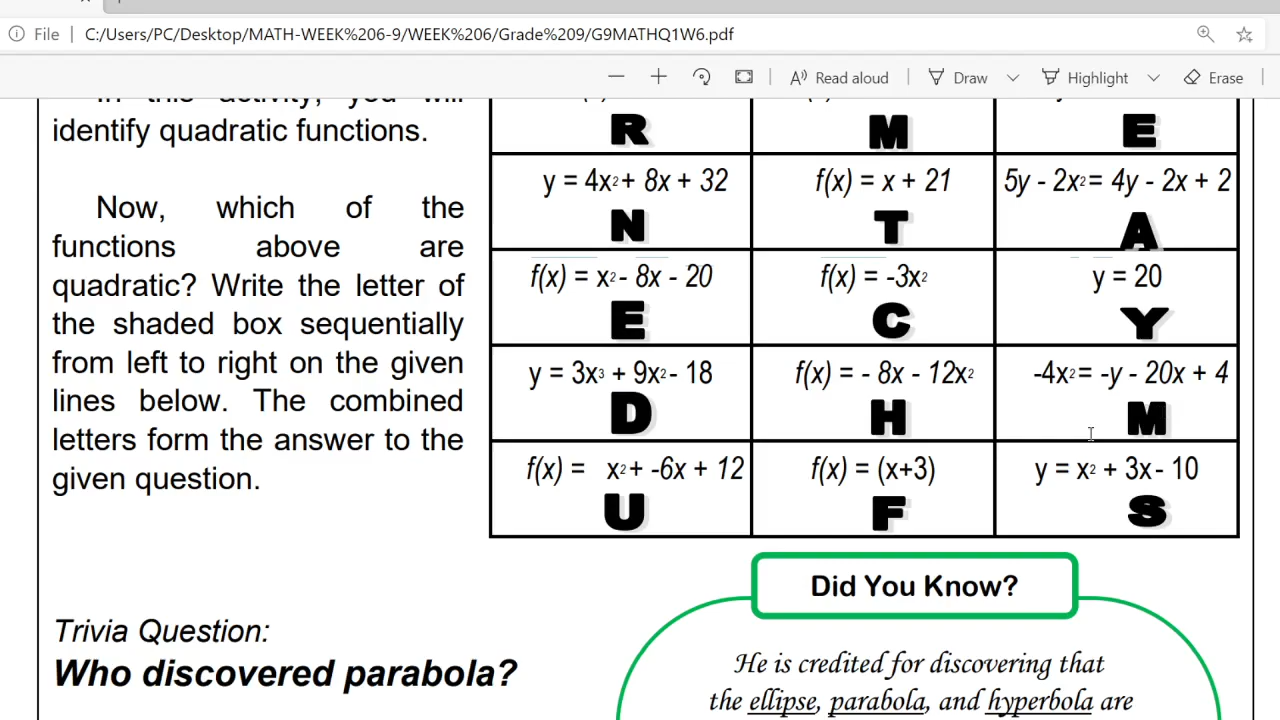 File | C:/Users/PC/Desktop/MATH-WEEK%206-9/WEEK%206/Grade%209/G9MATHQ1W6.pdf
Read aloud Draw Highlight Erase
In this activity, you will
identify quadratic functions.
Now, which of the
functions above are
quadratic? Write the letter of
the shaded box sequentially
from left to right on the given
lines below. The combined
letters form the answer to the
given question.
R M E
y = 4x²+ 8x + 32 f(x) = x + 21 5y - 2x²= 4y - 2x + 2
N T A
f(x) = x²- 8x - 20 f(x) = -3x² y = 20
E C Y
y = 3x³ + 9x²- 18 f(x) = - 8x - 12x² -4x²= -y - 20x + 4
D H M
f(x) = x²+ -6x + 12 f(x) = (x+3) y = x² + 3x- 10
U F S
Trivia Question:
Who discovered parabola?
Did You Know?
He is credited for discovering that
the ellipse, parabola, and hyperbola are